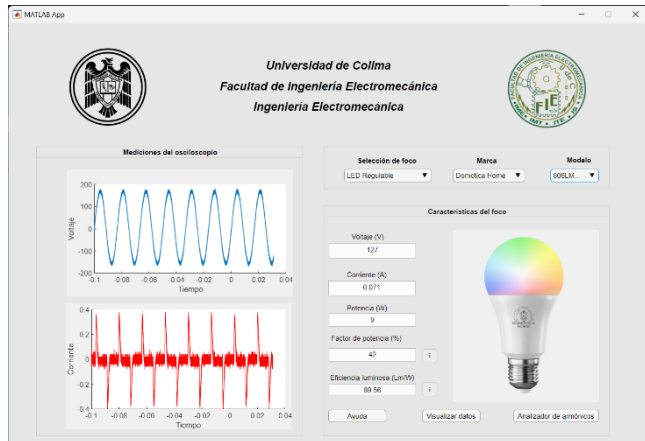 MATLAB App
Universidad de Colima
Facultad de Ingeniería Electromecánica
Ingeniería Electromecánica
FIE
Mediciones del osciloscopio
200
100
0
-100
-200
Voltaje
-0.1 -0.08 -0.06 -0.04 -0.02 0 0.02 0.04
Tiempo
0.4
0.2
0
0.2
0.4
Corriente
-0.1 -0.08 -0.06 -0.04 -0.02 0 0.02 0.04
Tiempo
Selección de foco Marca Modelo
LED Regulable Domotica Home 806LM...
Características del foco
Voltaje (V)
127
Corriente (A)
0.071
Potencia (W)
9
Factor de potencia (%)
42 i
Eficiencia luminosa (Lm/W)
89.56 i
Ayuda Visualizar datos Analizador de armónicos